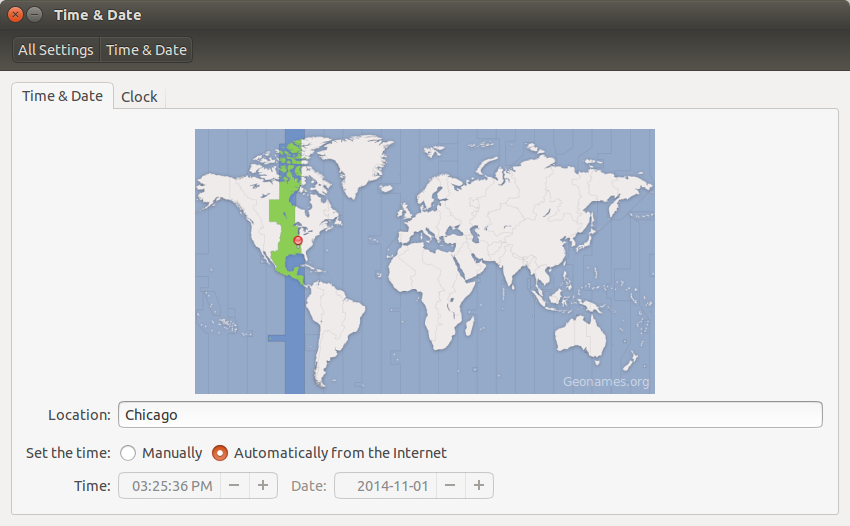 Time & Date
All Settings Time & Date
Time & Date Clock
Geonames.org
Location: Chicago
Set the time: Manually Automatically from the Internet
Time: 03:25:36 PM − + Date: 2014-11-01 − +